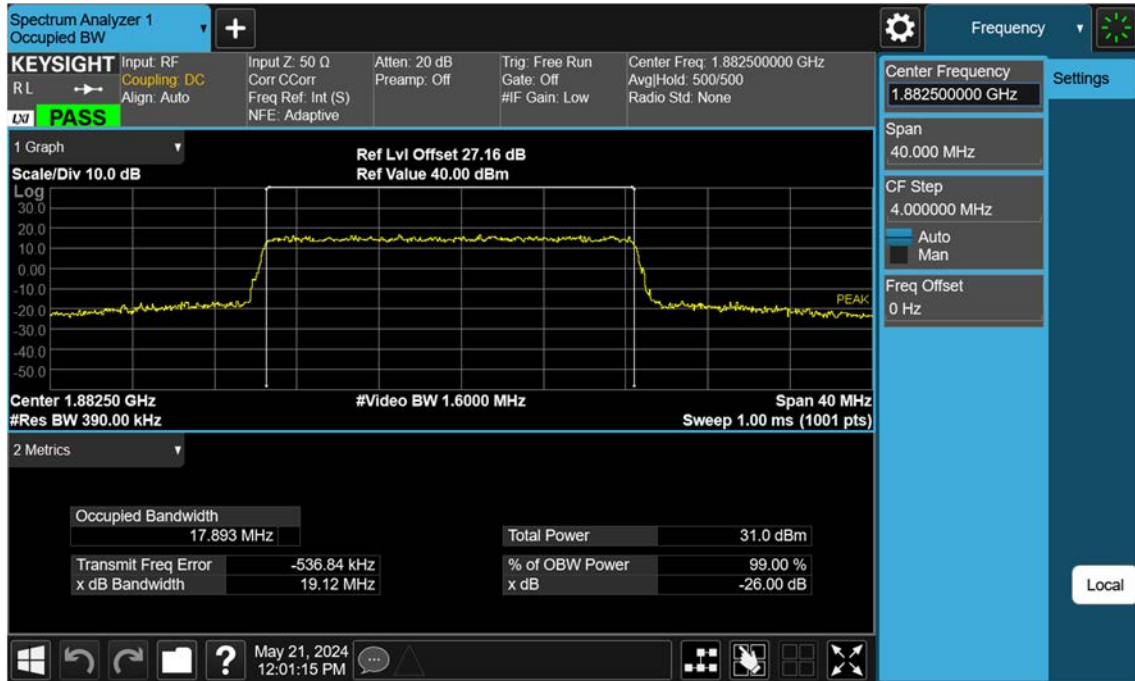 Spectrum Analyzer 1
Occupied BW
Frequency
KEYSIGHT
R L
LXI
PASS
Input: RF
Coupling: DC
Align: Auto
Input Z: 50 Ω
Corr CCorr
Freq Ref: Int (S)
NFE: Adaptive
Atten: 20 dB
Preamp: Off
Trig: Free Run
Gate: Off
#IF Gain: Low
Center Freq: 1.882500000 GHz
Avg|Hold: 500/500
Radio Std: None
1 Graph
Scale/Div 10.0 dB
Ref Lvl Offset 27.16 dB
Ref Value 40.00 dBm
Log
30.0
20.0
10.0
0.00
-10.0
-20.0
-30.0
-40.0
-50.0
PEAK
Center 1.88250 GHz
#Video BW 1.6000 MHz
Span 40 MHz
#Res BW 390.00 kHz
Sweep 1.00 ms (1001 pts)
2 Metrics
Occupied Bandwidth
17.893 MHz
Total Power 31.0 dBm
Transmit Freq Error -536.84 kHz
% of OBW Power 99.00 %
x dB Bandwidth 19.12 MHz
x dB -26.00 dB
Center Frequency
1.882500000 GHz
Settings
Span
40.000 MHz
CF Step
4.000000 MHz
Auto
Man
Freq Offset
0 Hz
Local
?
May 21, 2024
12:01:15 PM